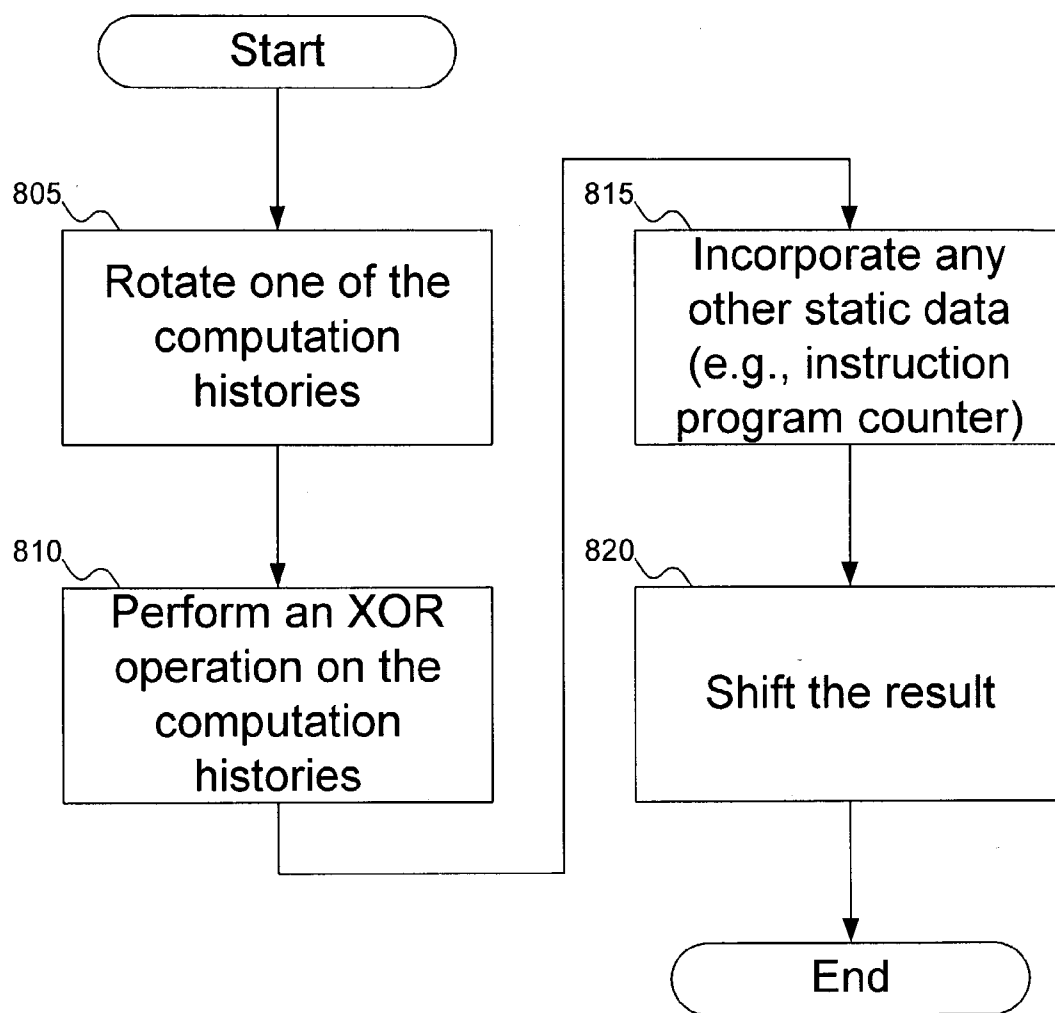 Start
805
Rotate one of the
computation
histories
810
Perform an XOR
operation on the
computation
histories
815
Incorporate any
other static data
(e.g., instruction
program counter)
820
Shift the result
End